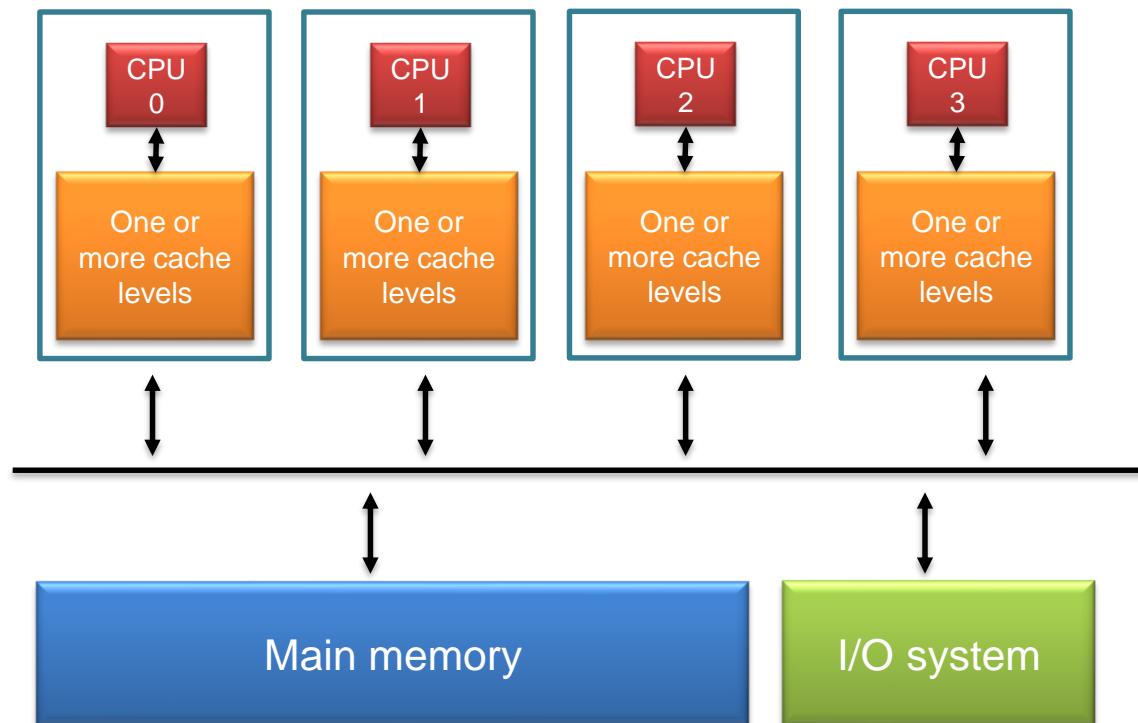 CPU
0
CPU
1
CPU
2
CPU
3
One or
more cache
levels
One or
more cache
levels
One or
more cache
levels
One or
more cache
levels
Main memory
I/O system